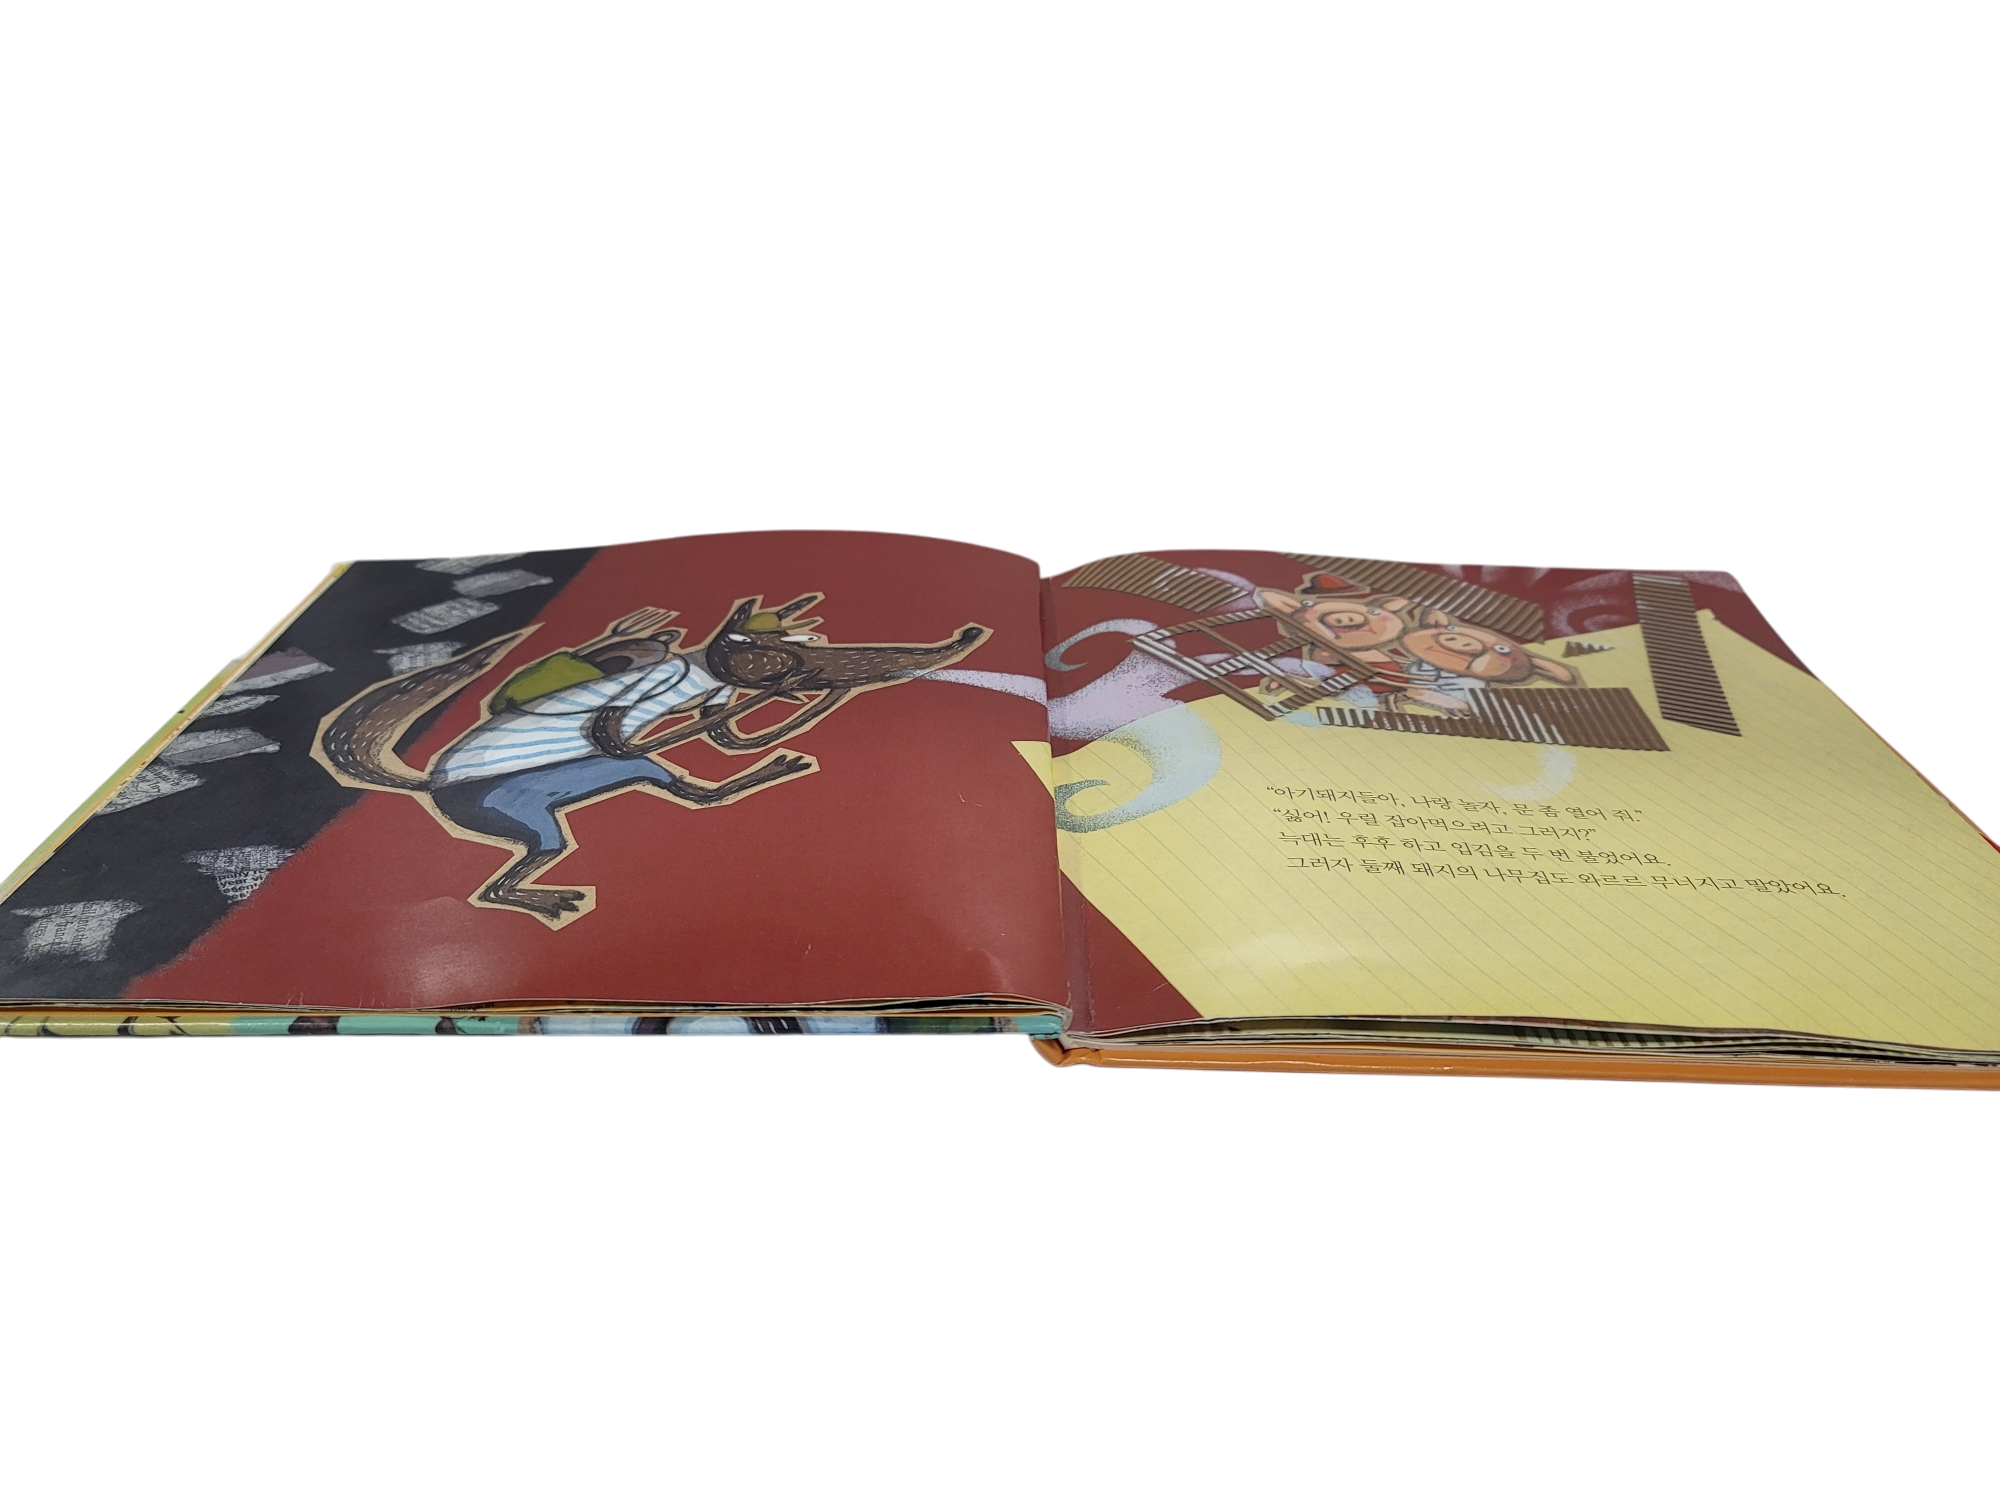 “아기돼지들아, 나랑 놀자, 문 좀 열어 줘.”
“싫어! 우릴 잡아먹으려고 그러지?”
늑대는 후후 하고 입김을 두 번 불었어요.
그러자 둘째 돼지의 나무집도 와르르 무너지고 말았어요.